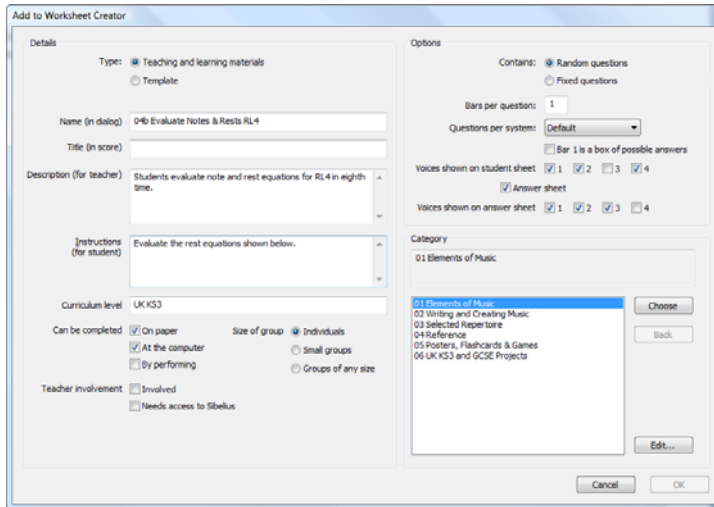 Add to Worksheet Creator
Details
Type: Teaching and learning materials
Template
Name (in dialog) 04b Evaluate Notes & Rests RL4
Title (in score)
Description (for teacher) Students evaluate note and rest equations for RL4 in eighth
time.
Instructions
(for student) Evaluate the rest equations shown below.
Curriculum level UK KS3
Can be completed On paper Size of group Individuals
At the computer Small groups
By performing Groups of any size
Teacher involvement Involved
Needs access to Sibelius
Options
Contains: Random questions
Fixed questions
Bars per question: 1
Questions per system: Default
Bar 1 is a box of possible answers
Voices shown on student sheet 1 2 3 4
Answer sheet
Voices shown on answer sheet 1 2 3 4
Category
01 Elements of Music
01 Elements of Music
02 Writing and Creating Music
03 Selected Repertoire
04 Reference
05 Posters, Flashcards & Games
06 UK KS3 and GCSE Projects
Choose
Back
Edit...
Cancel OK